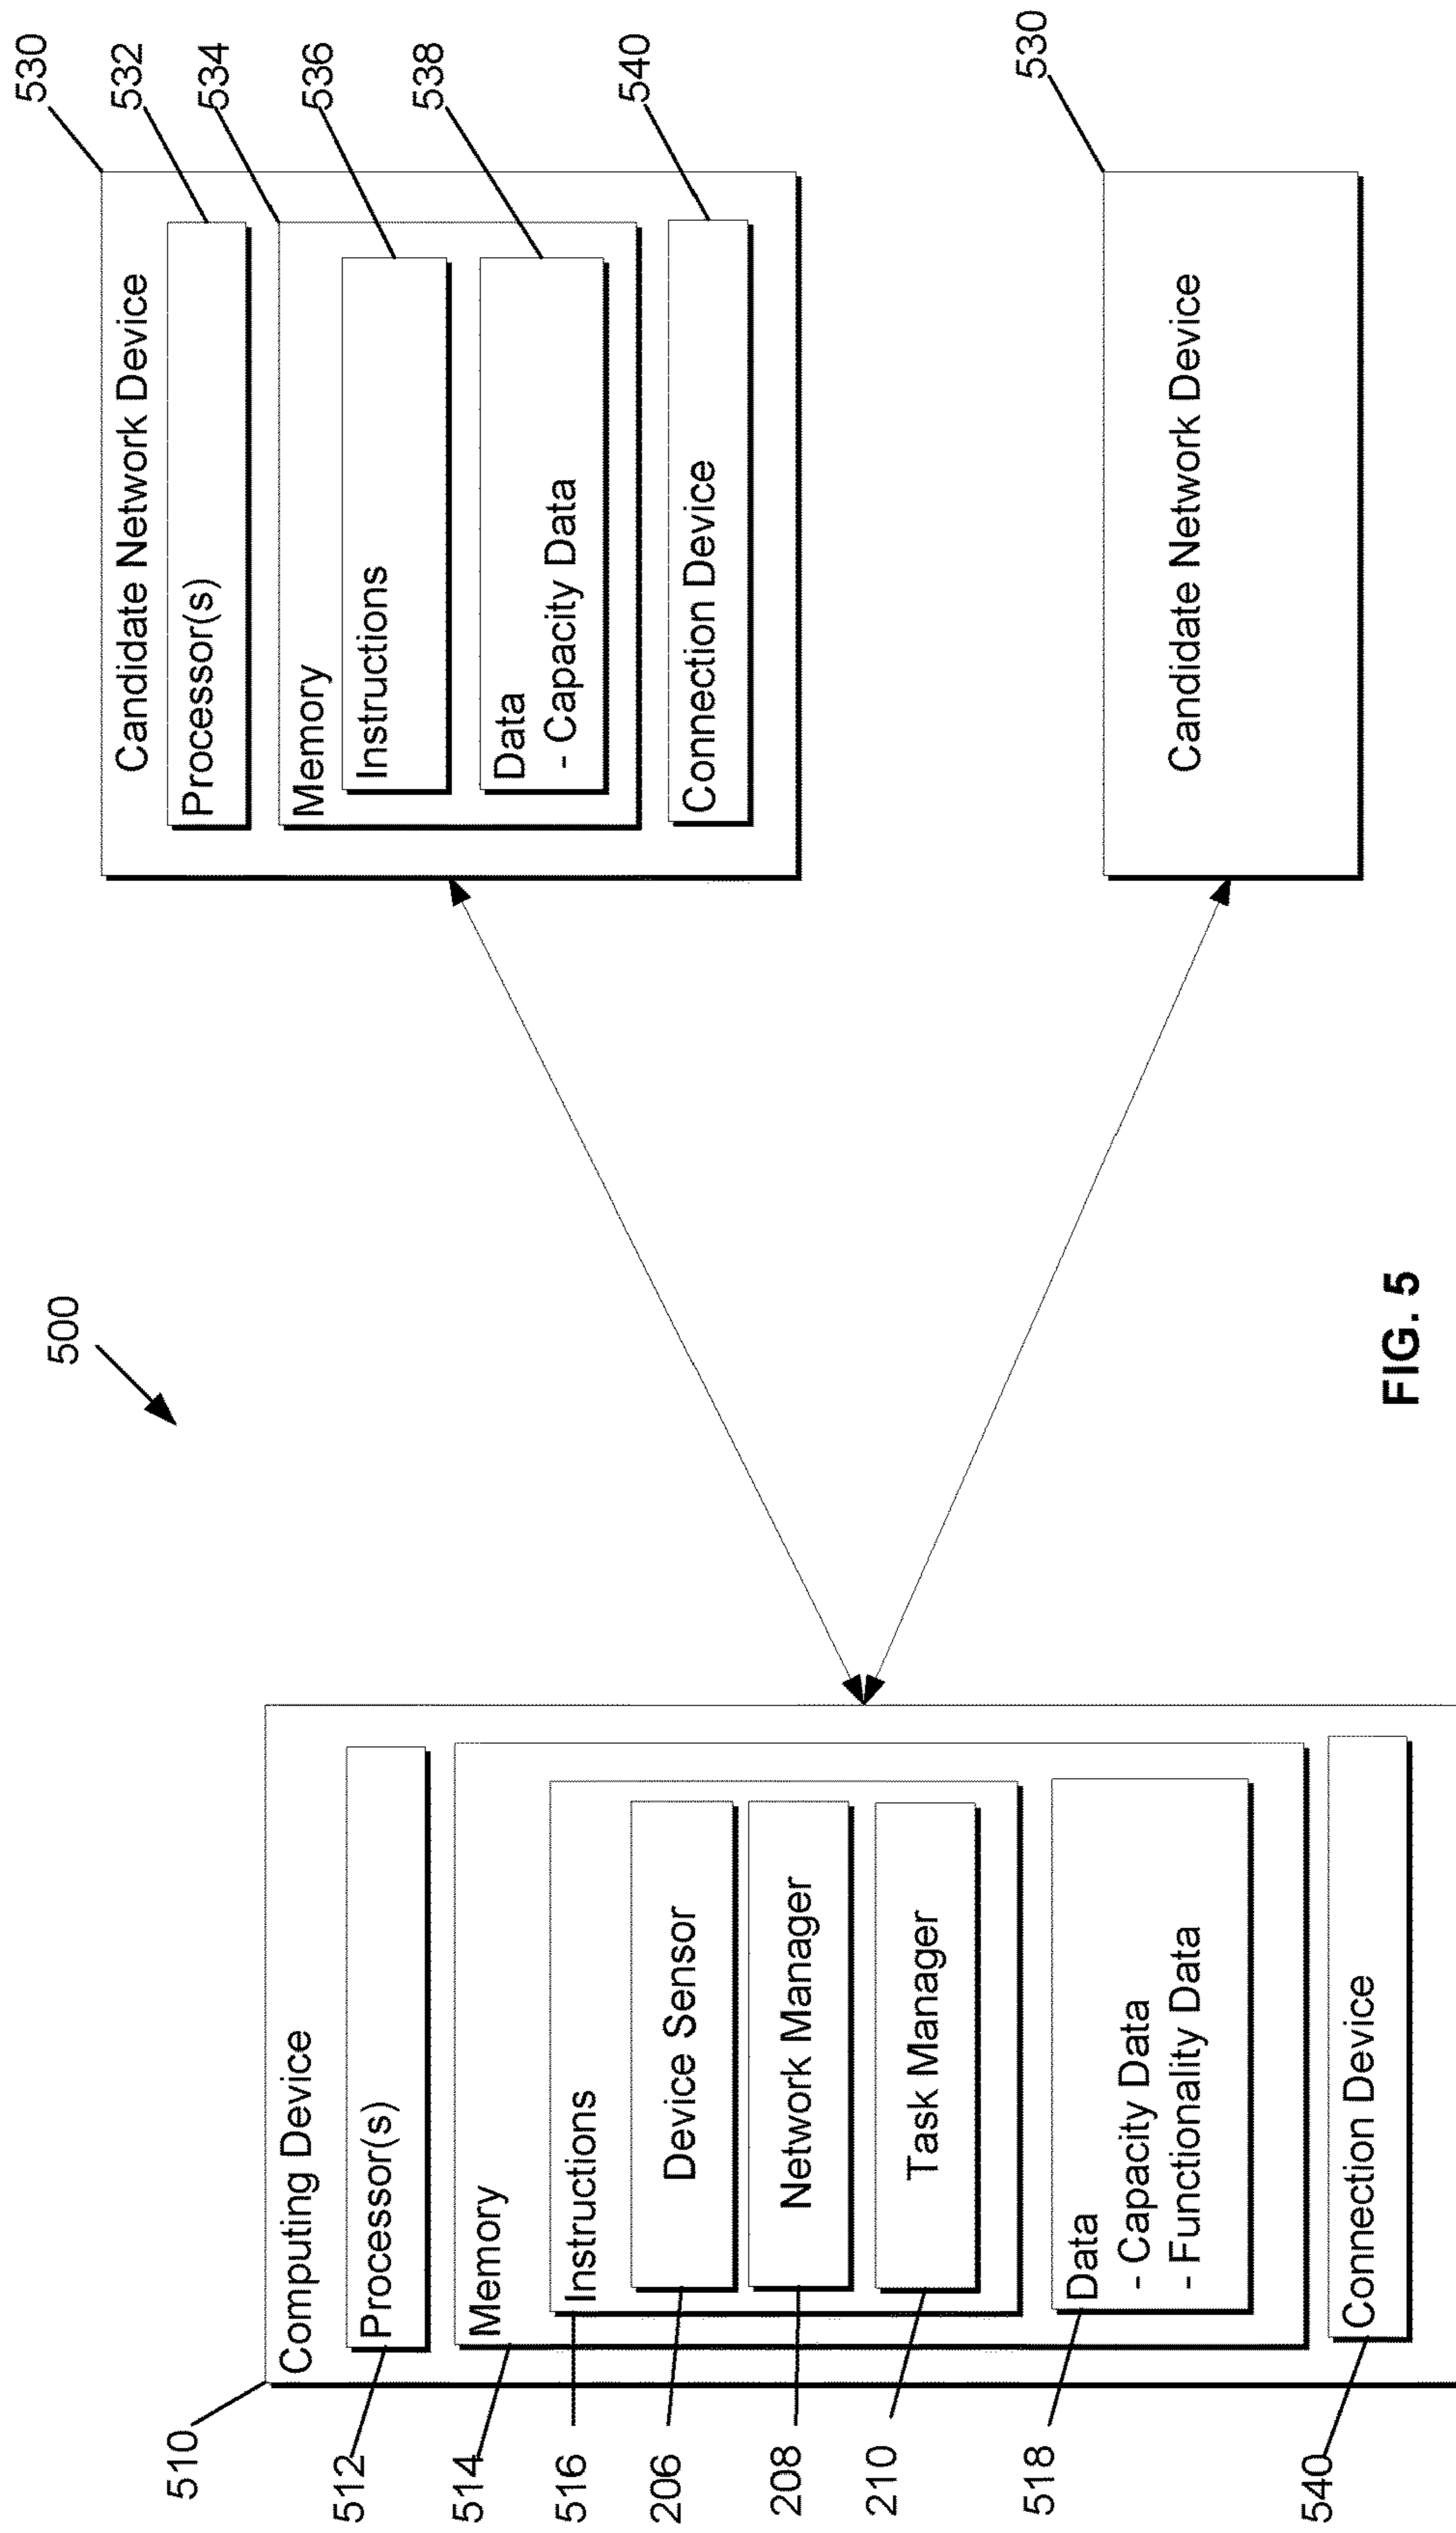 500
510
Computing Device
512
Processor(s)
514
Memory
516
Instructions
206
Device Sensor
208
Network Manager
210
Task Manager
518
Data
- Capacity Data
- Functionality Data
540
Connection Device
530
Candidate Network Device
532
Processor(s)
534
Memory
536
Instructions
538
Data
- Capacity Data
540
Connection Device
530
Candidate Network Device
FIG. 5